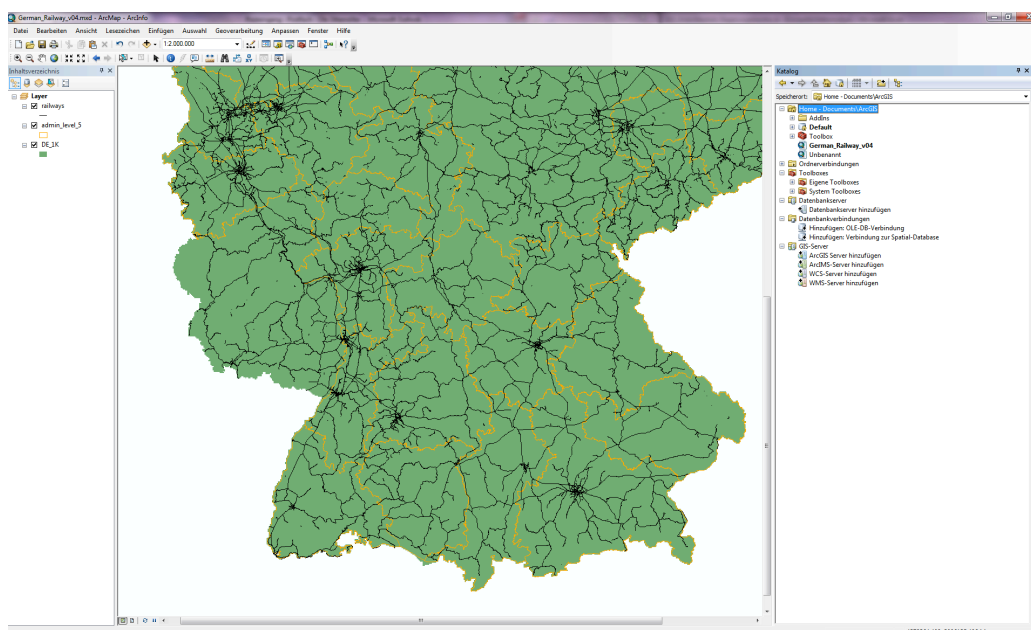 German_Railway_v04.mxd - ArcMap - ArcInfo
Datei Bearbeiten Ansicht Lesezeichen Einfügen Auswahl Geoverarbeitung Anpassen Fenster Hilfe
1:2.000.000
Inhaltsverzeichnis
Layer
railways
admin_level_5
DE_1K
Katalog
Speicherort: Home - Documents\ArcGIS
Home - Documents\ArcGIS
AddIns
Default
Toolbox
German_Railway_v04
Unbenannt
Ordnerverbindungen
Toolboxes
Eigene Toolboxes
System Toolboxes
Datenbankserver
Datenbankserver hinzufügen
Datenbankverbindungen
Hinzufügen: OLE-DB-Verbindung
Hinzufügen: Verbindung zur Spatial-Database
GIS-Server
ArcGIS Server hinzufügen
ArcIMS-Server hinzufügen
WCS-Server hinzufügen
WMS-Server hinzufügen